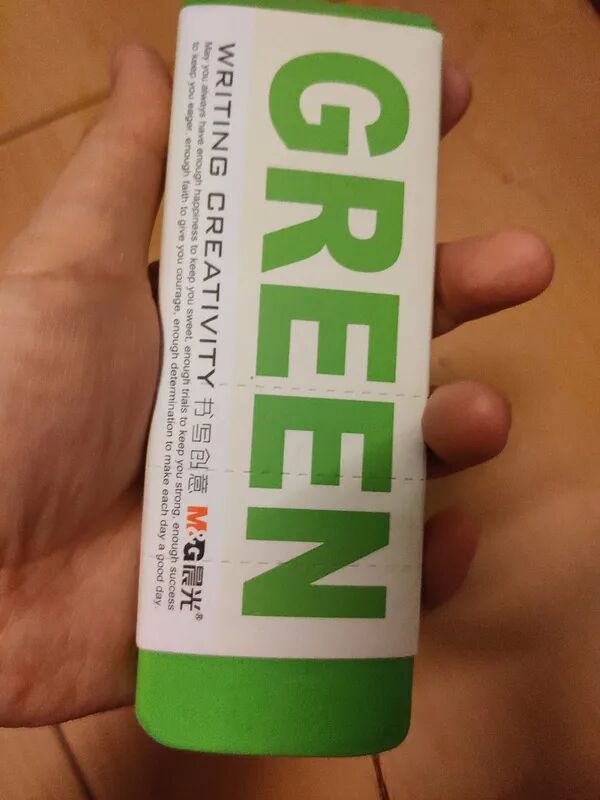 GREEN
WRITING CREATIVITY 书写创意 M&G晨光®
May you always have enough happiness to keep you sweet, enough trials to keep you strong, enough success
to keep you eager, enough faith to give you courage, enough determination to make each day a good day.